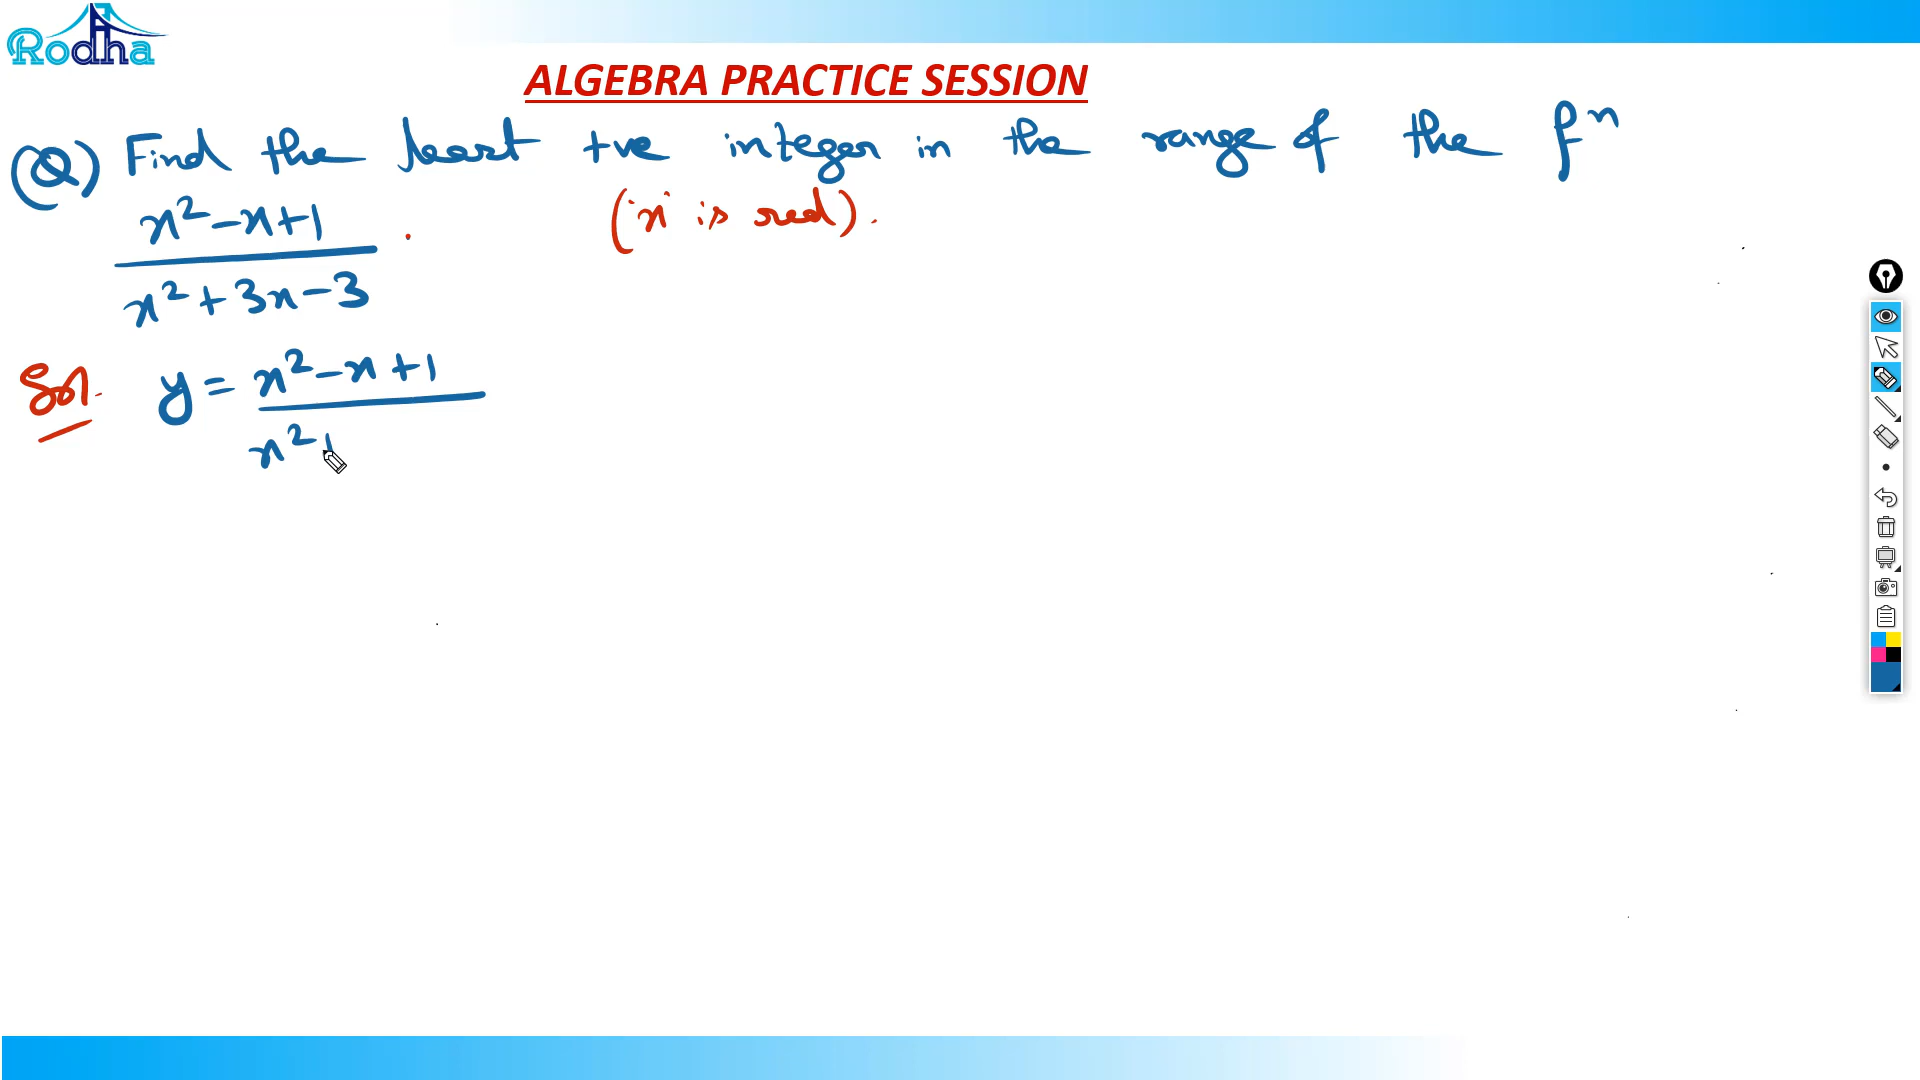 Rodha
ALGEBRA PRACTICE SESSION
(Q) Find the least +ve integer in the range of the fⁿ
x² - x + 1
x² + 3x - 3
('x' is real).
Sol.
y = x² - x + 1
x² +